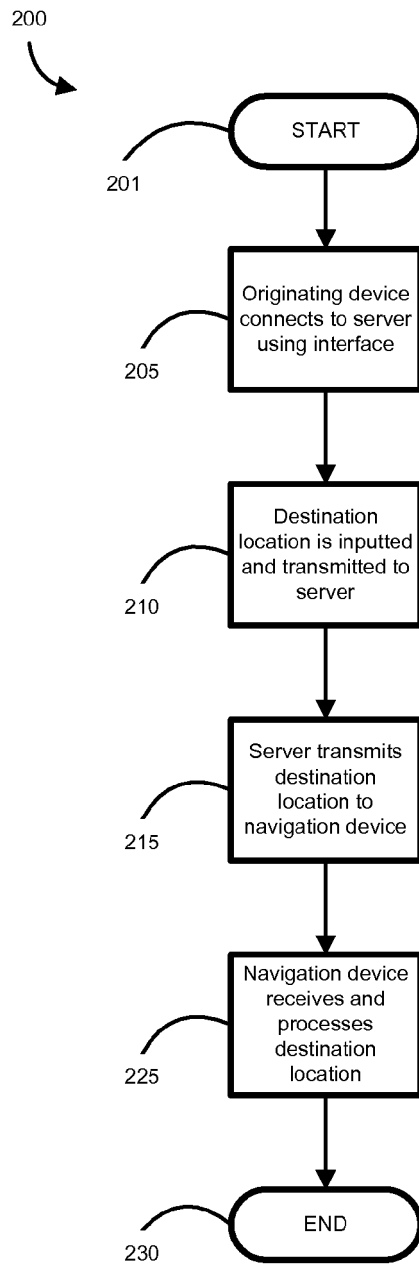 200
START
201
Originating device
connects to server
using interface
205
Destination
location is inputted
and transmitted to
server
210
Server transmits
destination
location to
navigation device
215
Navigation device
receives and
processes
destination
location
225
END
230